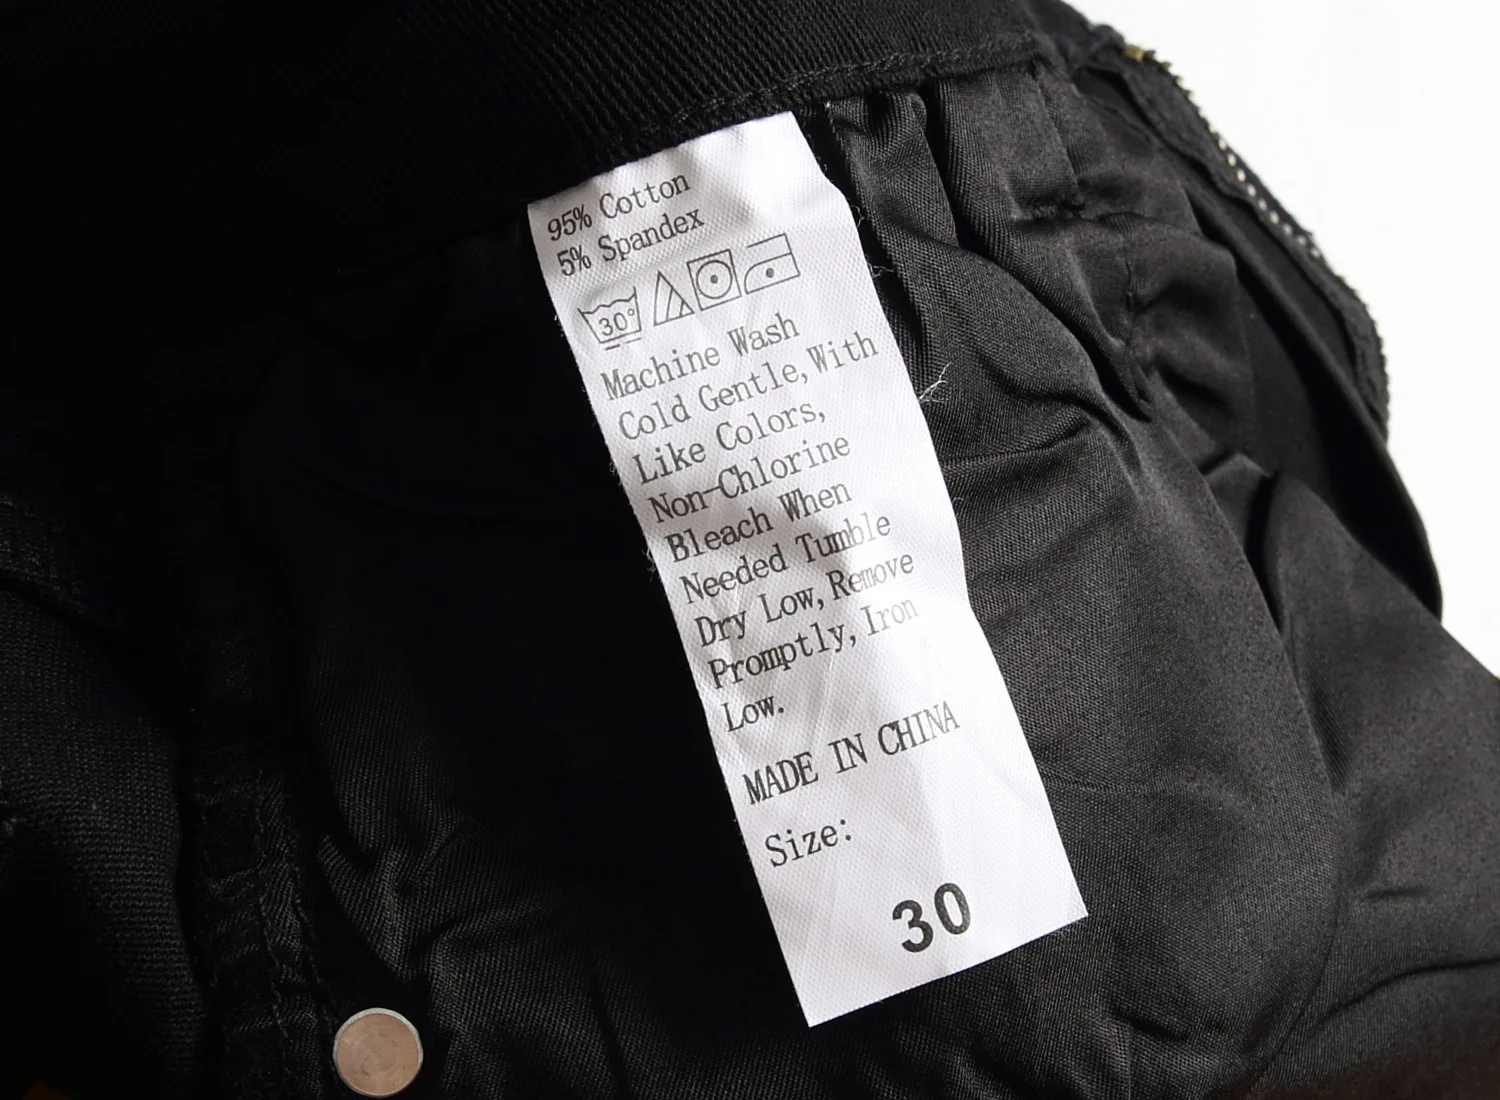 95% Cotton
5% Spandex
30°
Machine Wash
Cold Gentle, With
Like Colors,
Non-Chlorine
Bleach When
Needed Tumble
Dry Low, Remove
Promptly, Iron
Low.
MADE IN CHINA
Size:
30